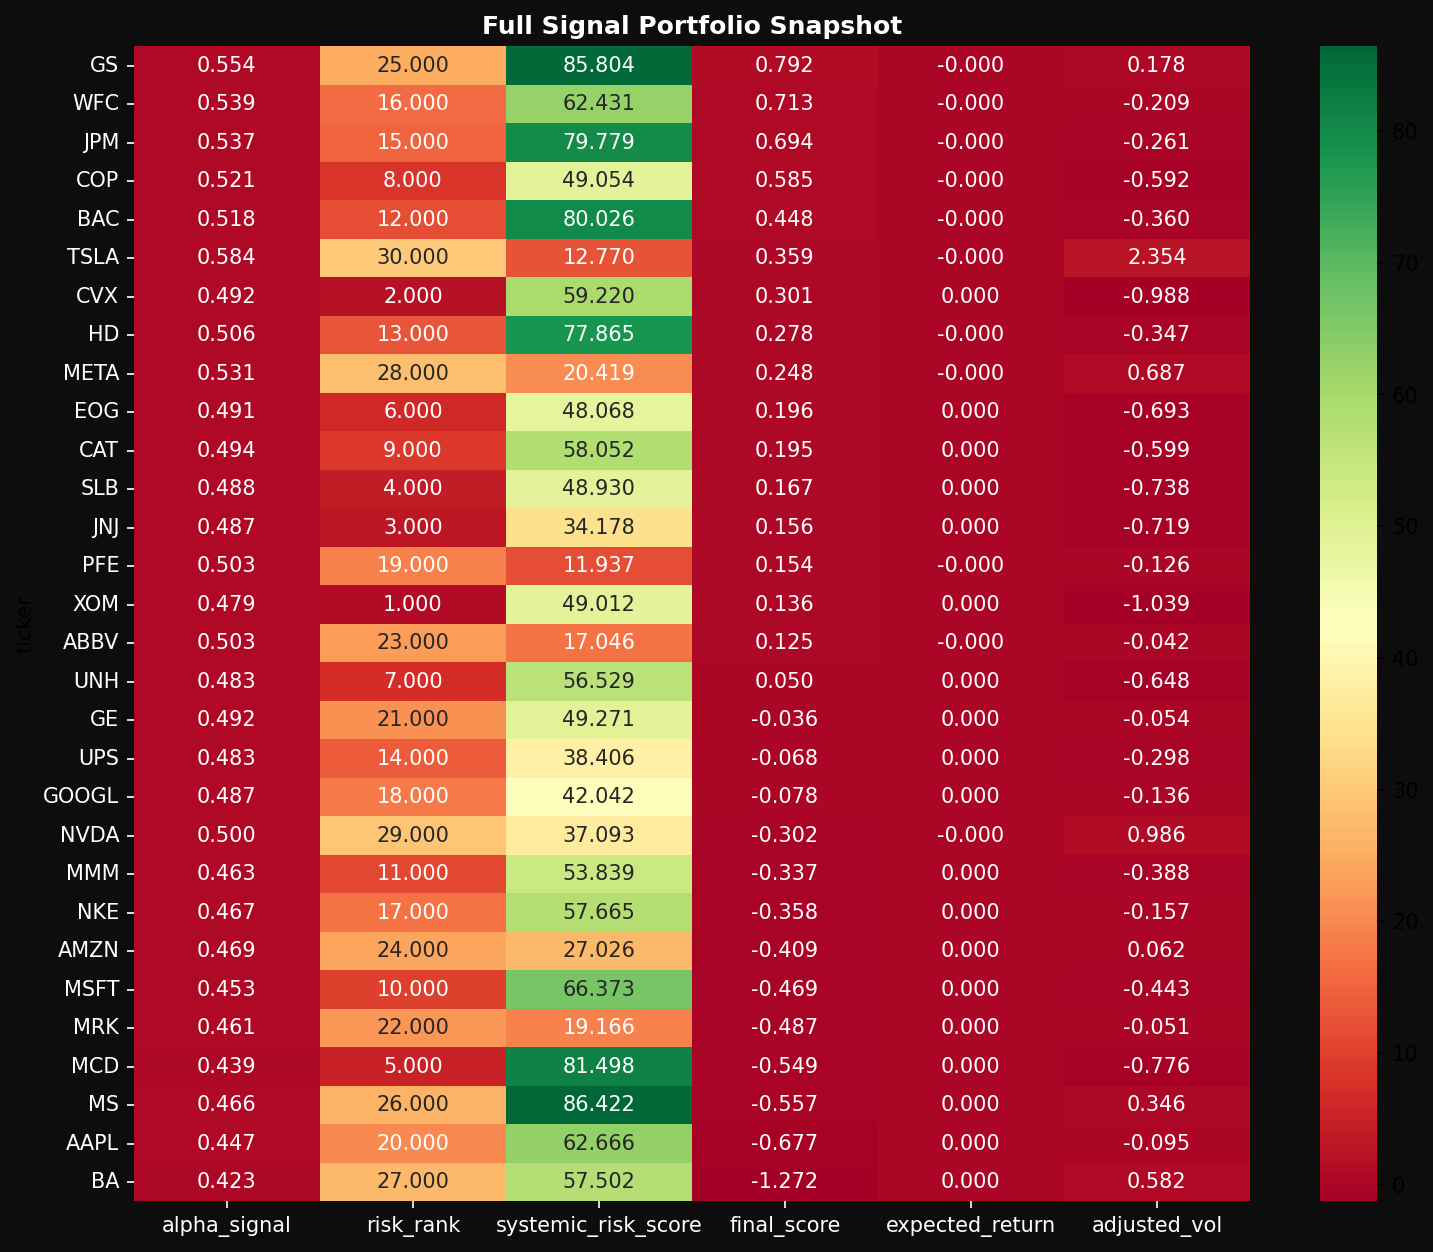 Full Signal Portfolio Snapshot
GS 0.554 25.000 85.804 0.792 -0.000 0.178
WFC 0.539 16.000 62.431 0.713 -0.000 -0.209
JPM 0.537 15.000 79.779 0.694 -0.000 -0.261
COP 0.521 8.000 49.054 0.585 -0.000 -0.592
BAC 0.518 12.000 80.026 0.448 -0.000 -0.360
TSLA 0.584 30.000 12.770 0.359 -0.000 2.354
CVX 0.492 2.000 59.220 0.301 0.000 -0.988
HD 0.506 13.000 77.865 0.278 -0.000 -0.347
META 0.531 28.000 20.419 0.248 -0.000 0.687
EOG 0.491 6.000 48.068 0.196 0.000 -0.693
CAT 0.494 9.000 58.052 0.195 0.000 -0.599
SLB 0.488 4.000 48.930 0.167 0.000 -0.738
JNJ 0.487 3.000 34.178 0.156 0.000 -0.719
PFE 0.503 19.000 11.937 0.154 -0.000 -0.126
XOM 0.479 1.000 49.012 0.136 0.000 -1.039
ABBV 0.503 23.000 17.046 0.125 -0.000 -0.042
UNH 0.483 7.000 56.529 0.050 0.000 -0.648
GE 0.492 21.000 49.271 -0.036 0.000 -0.054
UPS 0.483 14.000 38.406 -0.068 0.000 -0.298
GOOGL 0.487 18.000 42.042 -0.078 0.000 -0.136
NVDA 0.500 29.000 37.093 -0.302 -0.000 0.986
MMM 0.463 11.000 53.839 -0.337 0.000 -0.388
NKE 0.467 17.000 57.665 -0.358 0.000 -0.157
AMZN 0.469 24.000 27.026 -0.409 0.000 0.062
MSFT 0.453 10.000 66.373 -0.469 0.000 -0.443
MRK 0.461 22.000 19.166 -0.487 0.000 -0.051
MCD 0.439 5.000 81.498 -0.549 0.000 -0.776
MS 0.466 26.000 86.422 -0.557 0.000 0.346
AAPL 0.447 20.000 62.666 -0.677 0.000 -0.095
BA 0.423 27.000 57.502 -1.272 0.000 0.582
alpha_signal risk_rank systemic_risk_score final_score expected_return adjusted_vol
ticker
80
70
60
50
40
30
20
10
0